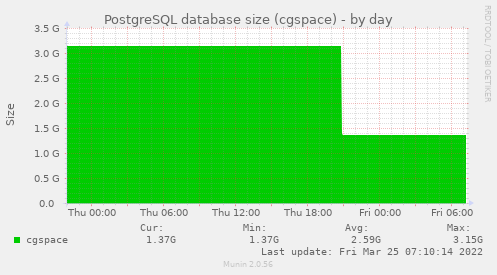 PostgreSQL database size (cgspace) - by day
RRDTOOL / TOBI OETIKER
Size
3.5 G
3.0 G
2.5 G
2.0 G
1.5 G
1.0 G
0.5 G
0.0
Thu 00:00 Thu 06:00 Thu 12:00 Thu 18:00 Fri 00:00 Fri 06:00
Cur: Min: Avg: Max:
cgspace 1.37G 1.37G 2.59G 3.15G
Last update: Fri Mar 25 07:10:14 2022
Munin 2.0.56